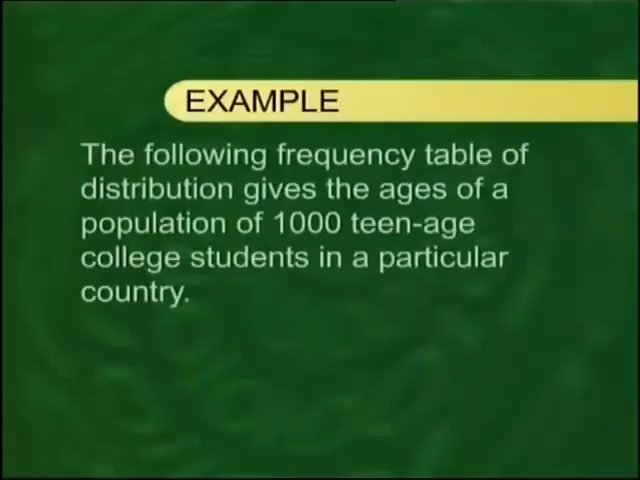 EXAMPLE
The following frequency table of
distribution gives the ages of a
population of 1000 teen-age
college students in a particular
country.